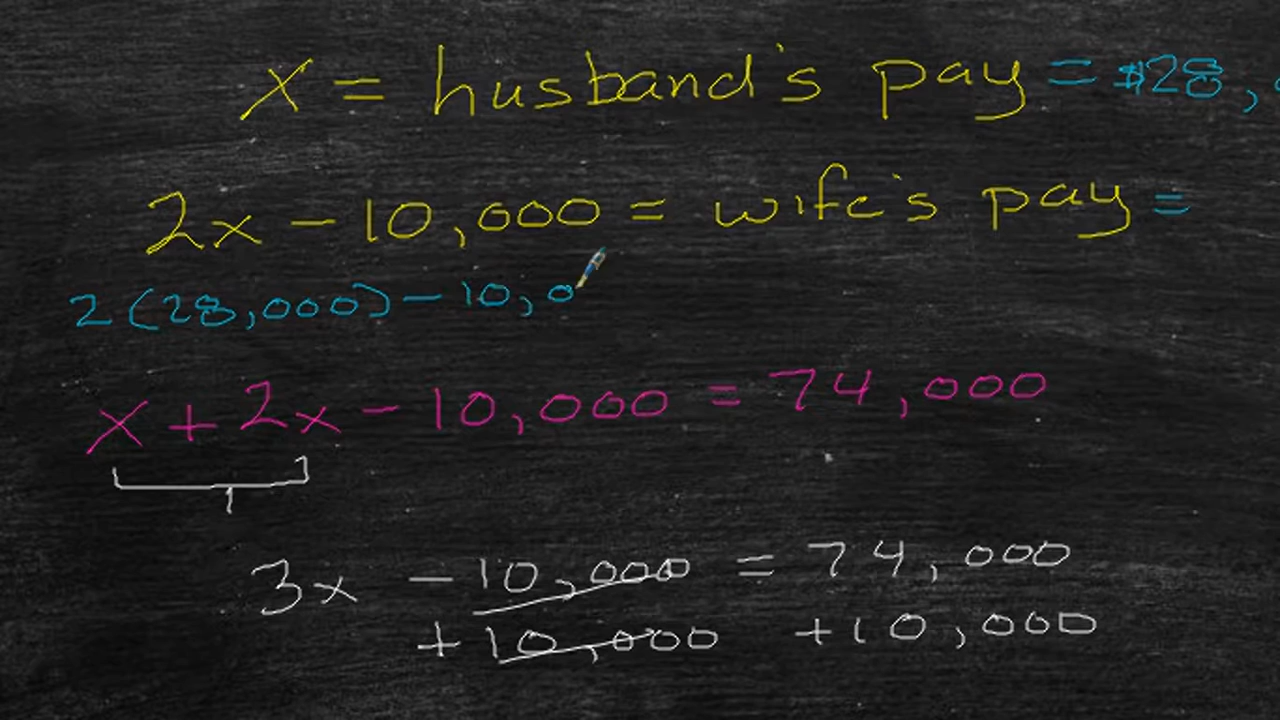 x = husband's pay = $28,
2x - 10,000 = wife's pay =
2(28,000) - 10,0
x + 2x - 10,000 = 74,000
3x - 10,000 = 74,000
+ 10,000 + 10,000